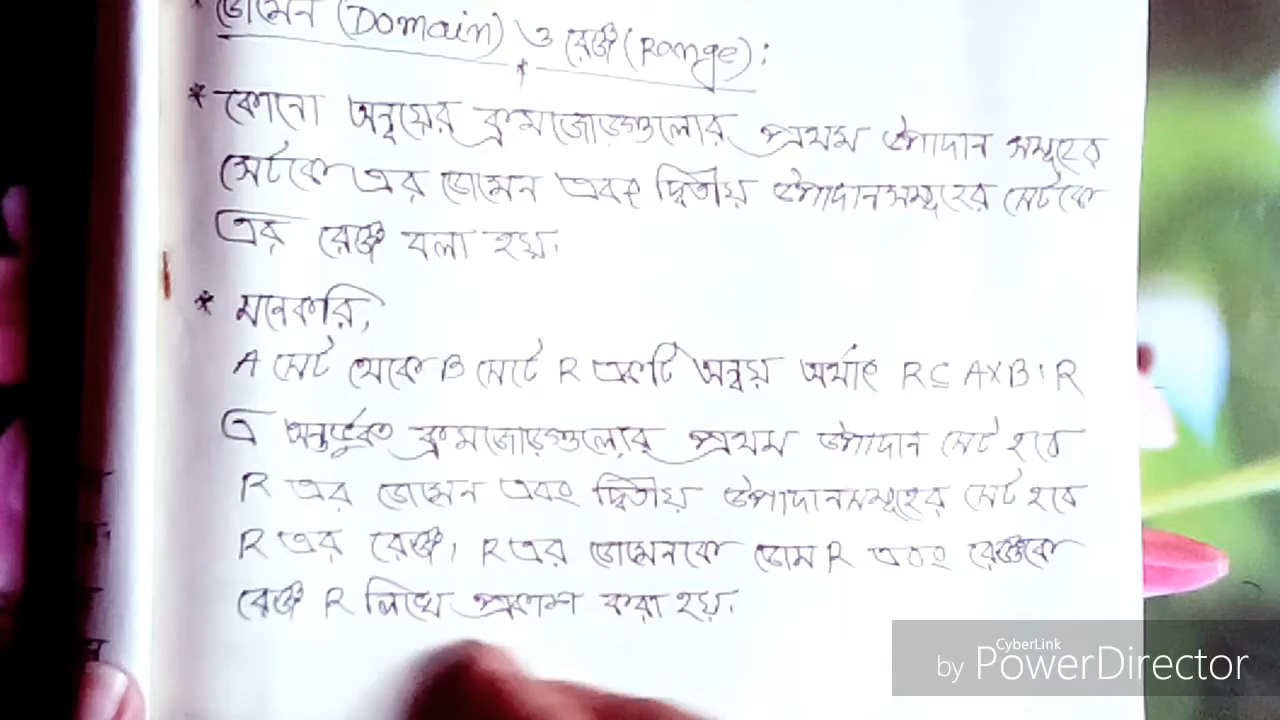 * ডোমেন (Domain) ও রেঞ্জ (Range):
* কোনো অন্বয়ের ক্রমজোড়গুলোর প্রথম উপাদান সমূহের
সেটকে এর ডোমেন এবং দ্বিতীয় উপাদানসমূহের সেটকে
এর রেঞ্জ বলা হয়।
* মনেকরি,
A সেট থেকে B সেটে R একটি অন্বয় অর্থাৎ R⊆ A×B। R
এ অন্তর্ভুক্ত ক্রমজোড়গুলোর প্রথম উপাদান সেট হবে
R এর ডোমেন এবং দ্বিতীয় উপাদানসমূহের সেট হবে
R এর রেঞ্জ। R এর ডোমেনকে ডোম R এবং রেঞ্জকে
রেঞ্জ R লিখে প্রকাশ করা হয়।
CyberLink
by PowerDirector